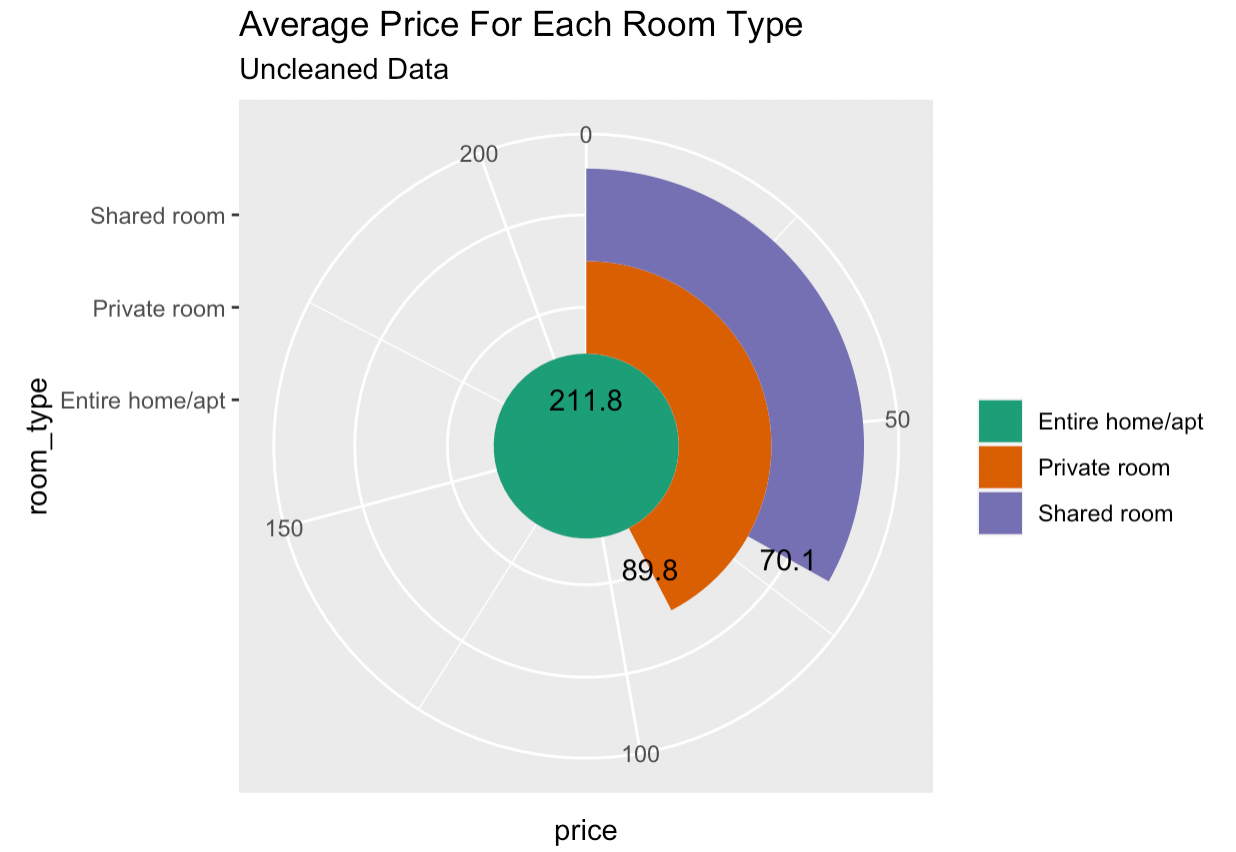 Average Price For Each Room Type
Uncleaned Data
0
200
Shared room
Private room
Entire home/apt
room_type
211.8
50
Entire home/apt
Private room
Shared room
150
89.8
70.1
100
price